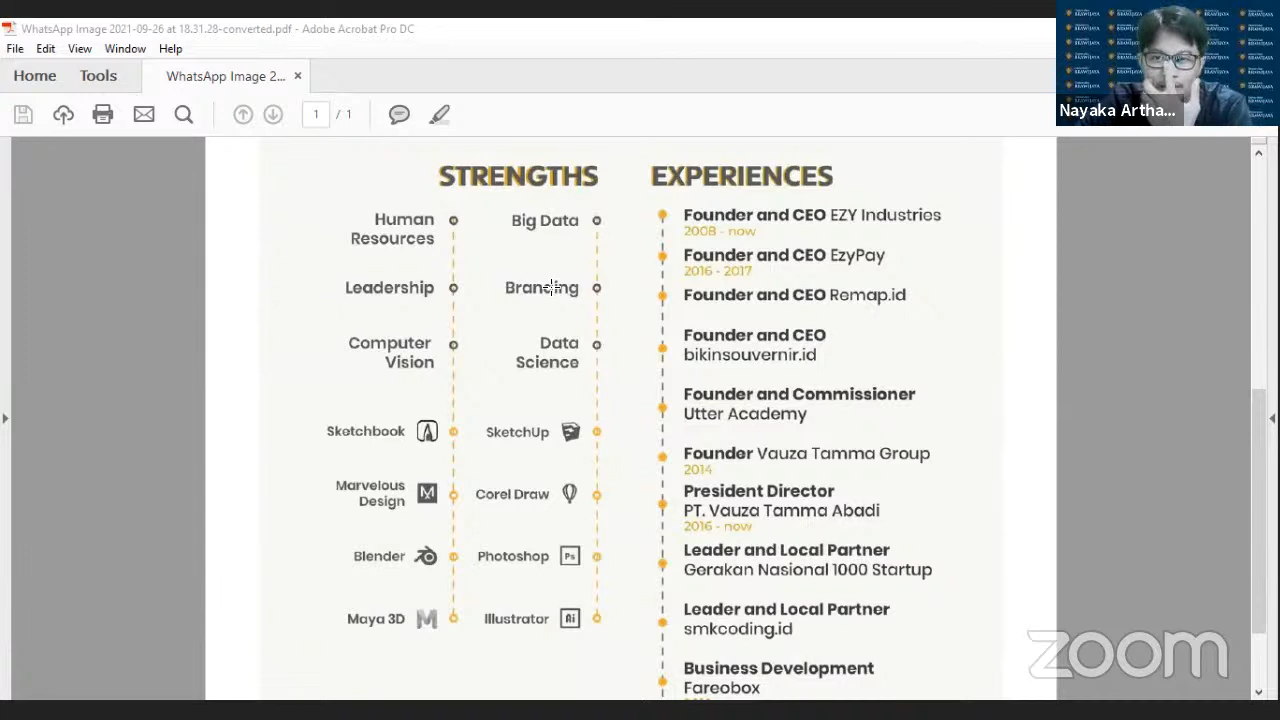 WhatsApp Image 2021-09-26 at 18.31.28-converted.pdf - Adobe Acrobat Pro DC
File Edit View Window Help
Home Tools WhatsApp Image 2... ×
1 / 1
Nayaka Artha...
STRENGTHS
Human
Resources
Big Data
Leadership
Branding
Computer
Vision
Data
Science
Sketchbook
SketchUp
Marvelous
Design
M
Corel Draw
Blender
Photoshop
Ps
Maya 3D
M
Illustrator
Ai
EXPERIENCES
Founder and CEO EZY Industries
2008 - now
Founder and CEO EzyPay
2016 - 2017
Founder and CEO Remap.id
Founder and CEO
bikinsouvernir.id
Founder and Commissioner
Utter Academy
Founder Vauza Tamma Group
2014
President Director
PT. Vauza Tamma Abadi
2016 - now
Leader and Local Partner
Gerakan Nasional 1000 Startup
Leader and Local Partner
smkcoding.id
Business Development
Fareobox
zoom